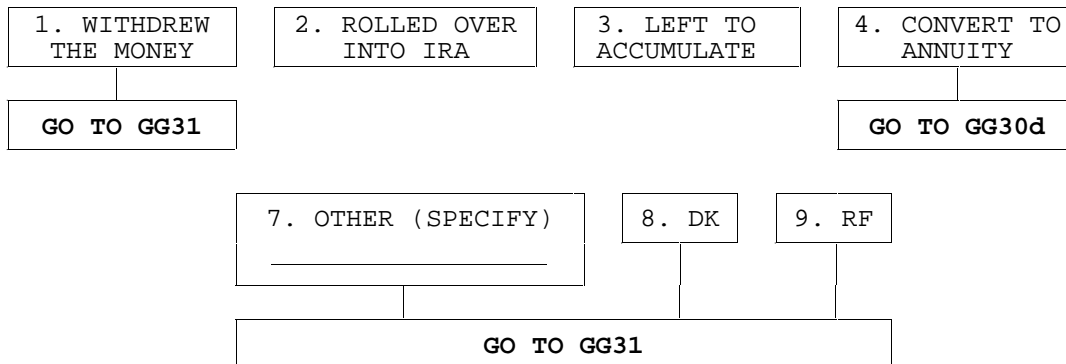 1. WITHDREW
THE MONEY
2. ROLLED OVER
INTO IRA
3. LEFT TO
ACCUMULATE
4. CONVERT TO
ANNUITY
GO TO GG31
GO TO GG30d
7. OTHER (SPECIFY)
8. DK
9. RF
GO TO GG31